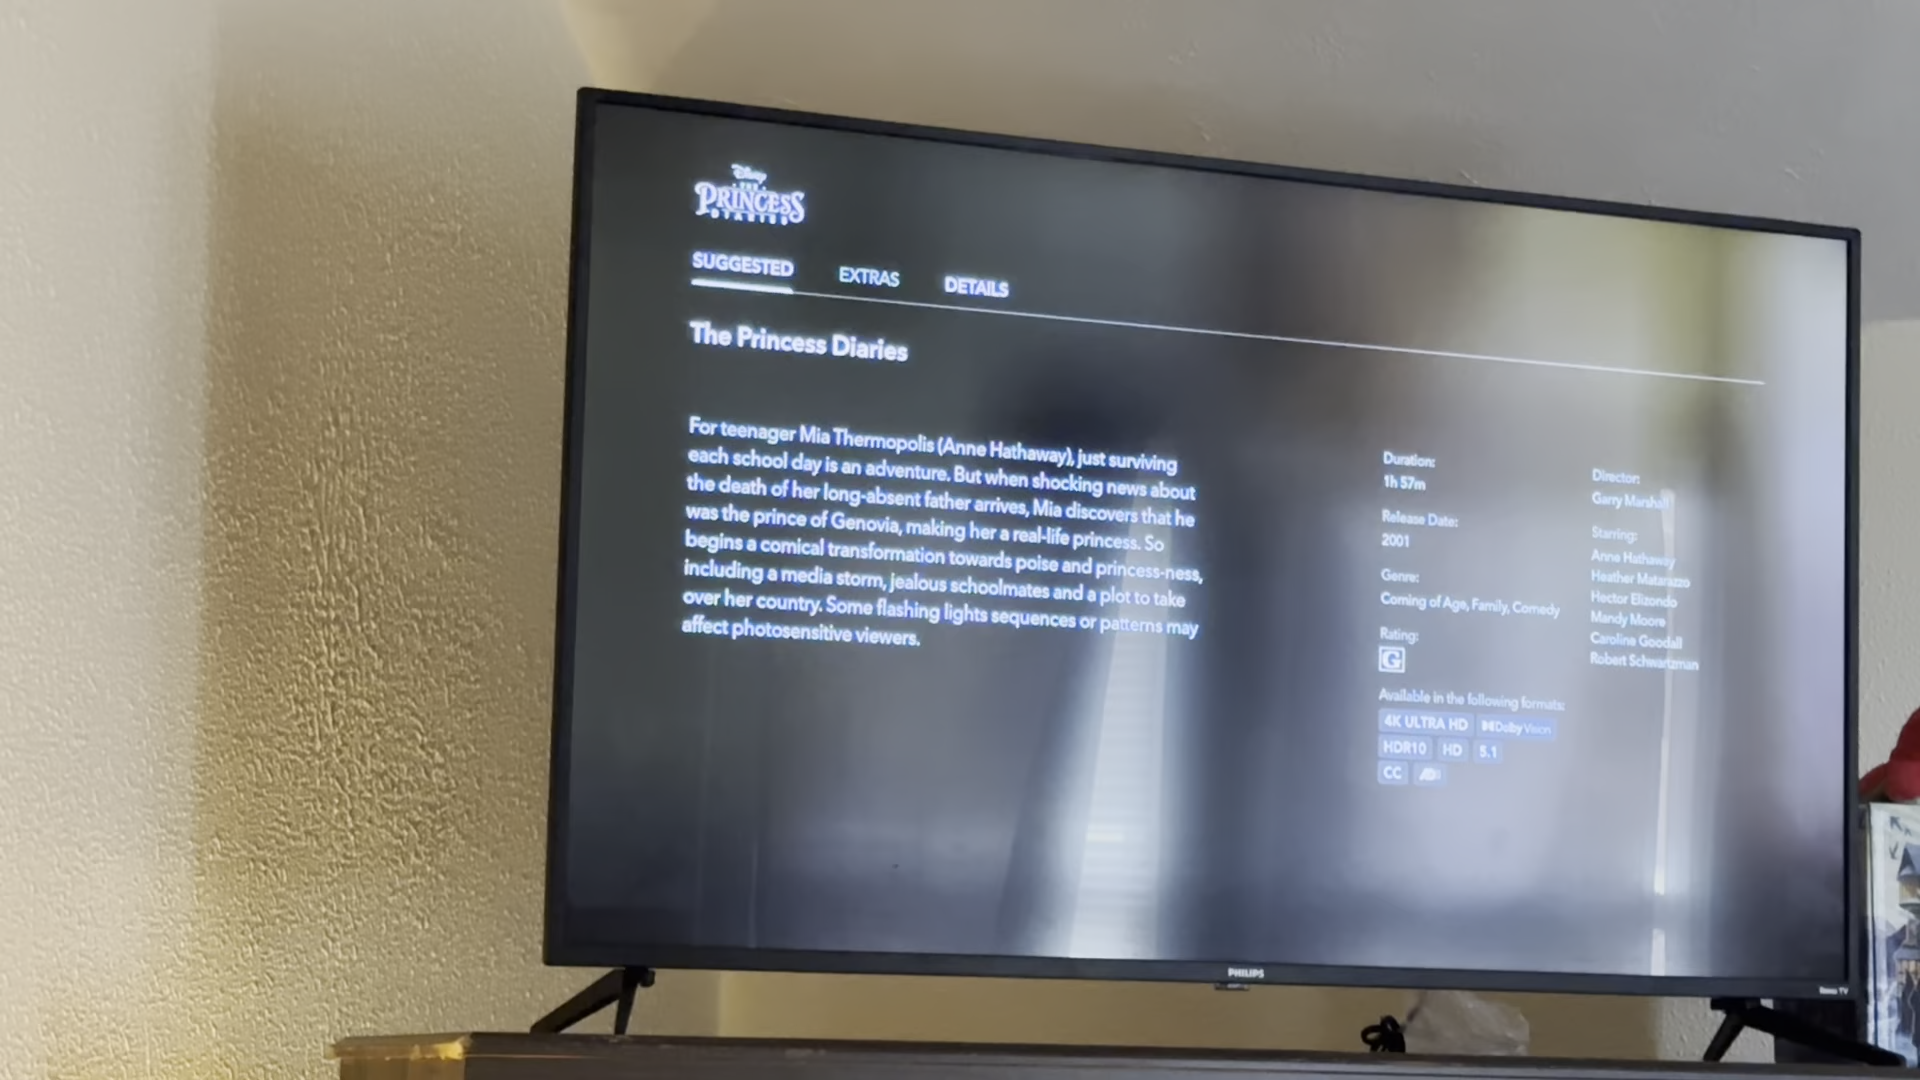 Disney
THE
PRINCESS
DIARIES
SUGGESTED EXTRAS DETAILS
The Princess Diaries
For teenager Mia Thermopolis (Anne Hathaway), just surviving
each school day is an adventure. But when shocking news about
the death of her long-absent father arrives, Mia discovers that he
was the prince of Genovia, making her a real-life princess. So
begins a comical transformation towards poise and princess-ness,
including a media storm, jealous schoolmates and a plot to take
over her country. Some flashing lights sequences or patterns may
affect photosensitive viewers.
Duration:
1h 57m
Release Date:
2001
Genre:
Coming of Age, Family, Comedy
Rating:
G
Available in the following formats:
4K ULTRA HD Dolby Vision
HDR10 HD 5.1
CC AD
Director:
Garry Marshall
Starring:
Anne Hathaway
Heather Matarazzo
Hector Elizondo
Mandy Moore
Caroline Goodall
Robert Schwartzman
PHILIPS
Roku TV